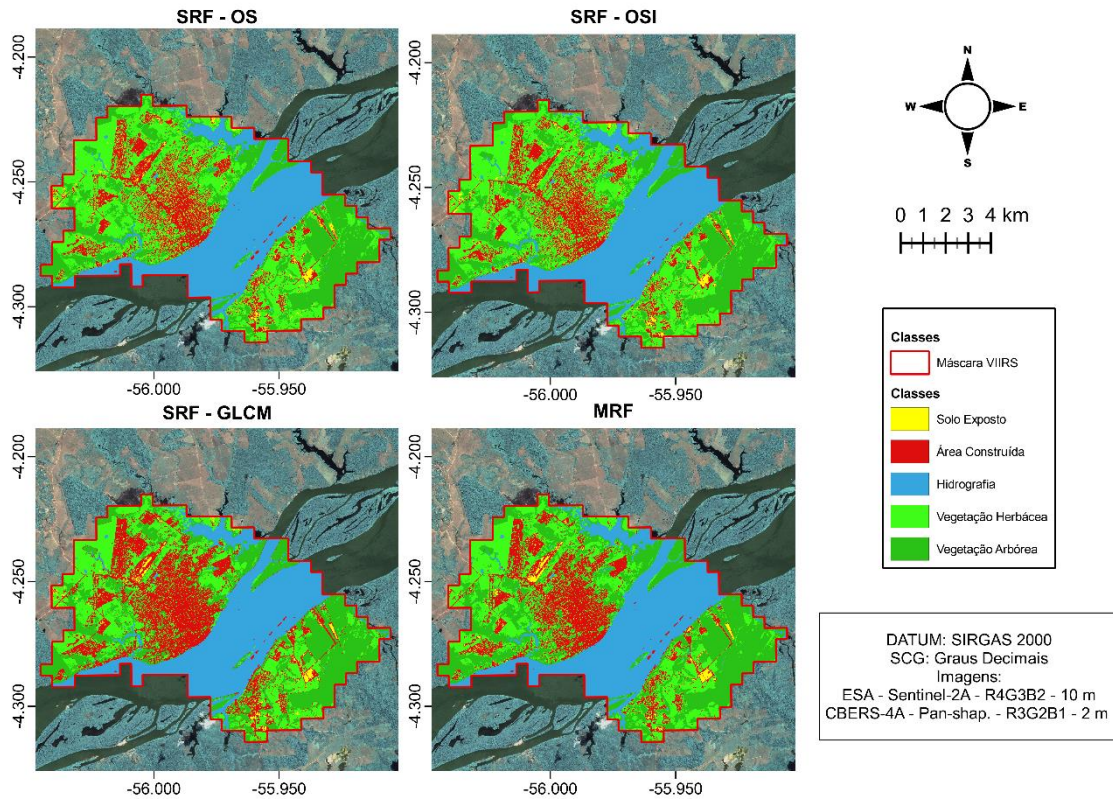 SRF - OS
SRF - OSI
-4.200
-4.250
-4.300
-4.200
-4.250
-4.300
-56.000
-55.950
-56.000
-55.950
SRF - GLCM
MRF
-4.200
-4.250
-4.300
-4.200
-4.250
-4.300
-56.000
-55.950
-56.000
-55.950
N
W
E
S
0 1 2 3 4 km
Classes
Máscara VIIRS
Classes
Solo Exposto
Área Construída
Hidrografia
Vegetação Herbácea
Vegetação Arbórea
DATUM: SIRGAS 2000
SCG: Graus Decimais
Imagens:
ESA - Sentinel-2A - R4G3B2 - 10 m
CBERS-4A - Pan-shap. - R3G2B1 - 2 m